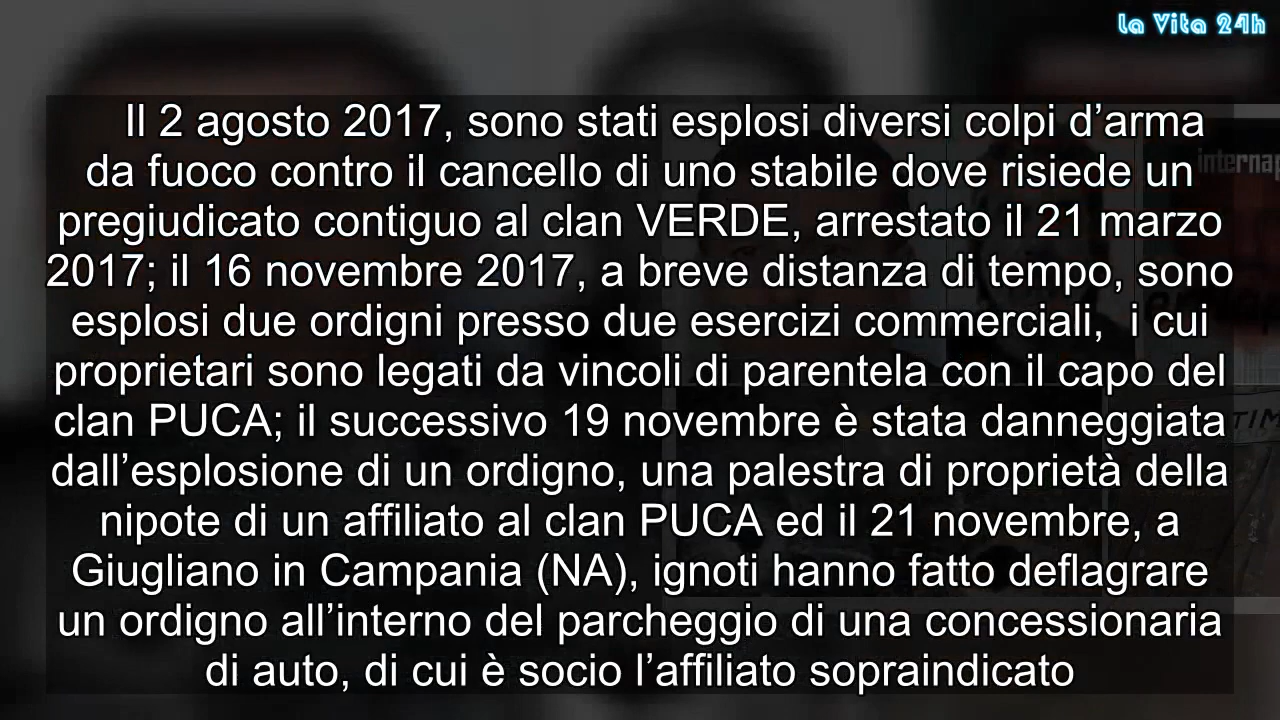 la Vita 24h
Il 2 agosto 2017, sono stati esplosi diversi colpi d’arma
da fuoco contro il cancello di uno stabile dove risiede un
pregiudicato contiguo al clan VERDE, arrestato il 21 marzo
2017; il 16 novembre 2017, a breve distanza di tempo, sono
esplosi due ordigni presso due esercizi commerciali,  i cui
proprietari sono legati da vincoli di parentela con il capo del
clan PUCA; il successivo 19 novembre è stata danneggiata
dall’esplosione di un ordigno, una palestra di proprietà della
nipote di un affiliato al clan PUCA ed il 21 novembre, a
Giugliano in Campania (NA), ignoti hanno fatto deflagrare
un ordigno all’interno del parcheggio di una concessionaria
di auto, di cui è socio l’affiliato sopraindicato